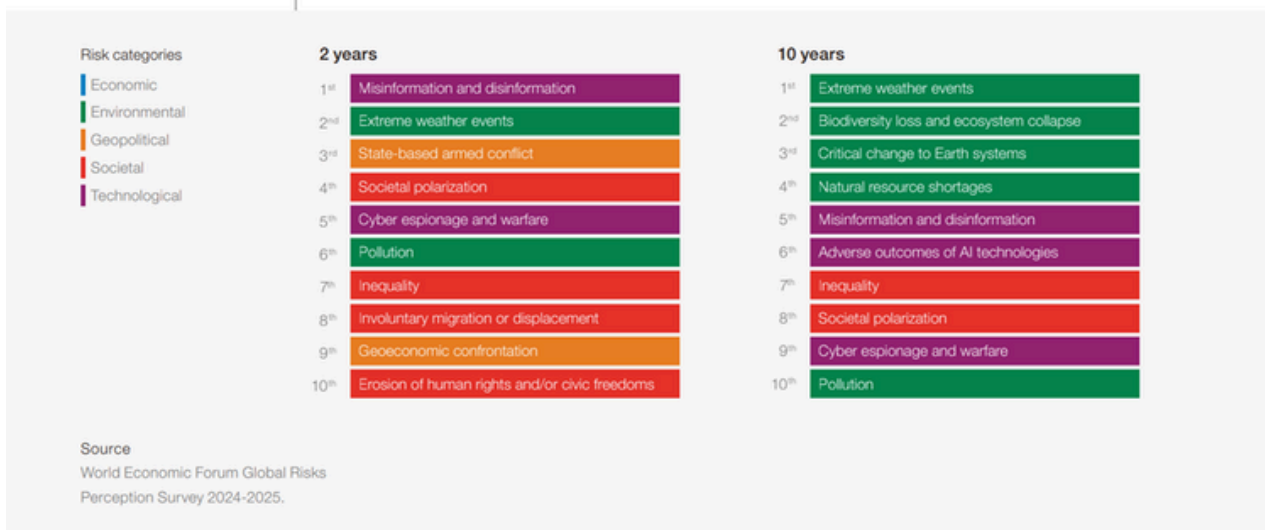 Risk categories
Economic
Environmental
Geopolitical
Societal
Technological
2 years
1st Misinformation and disinformation
2nd Extreme weather events
3rd State-based armed conflict
4th Societal polarization
5th Cyber espionage and warfare
6th Pollution
7th Inequality
8th Involuntary migration or displacement
9th Geoeconomic confrontation
10th Erosion of human rights and/or civic freedoms
10 years
1st Extreme weather events
2nd Biodiversity loss and ecosystem collapse
3rd Critical change to Earth systems
4th Natural resource shortages
5th Misinformation and disinformation
6th Adverse outcomes of AI technologies
7th Inequality
8th Societal polarization
9th Cyber espionage and warfare
10th Pollution
Source
World Economic Forum Global Risks
Perception Survey 2024-2025.